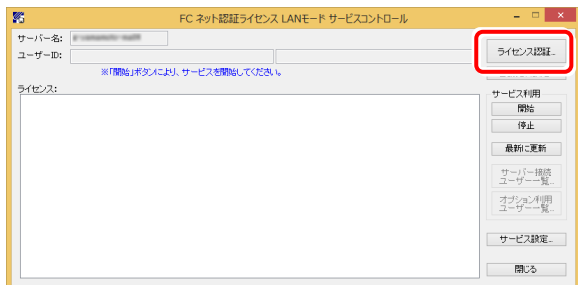 FC ネット認証ライセンス LANモード サービスコントロール
サーバー名:
ユーザーID:
ライセンス認証...
※「開始」ボタンにより、サービスを開始してください。
ライセンス:
サービス利用
開始
停止
最新に更新
サーバー接続
ユーザー一覧...
オプション利用
ユーザー一覧...
サービス設定...
閉じる